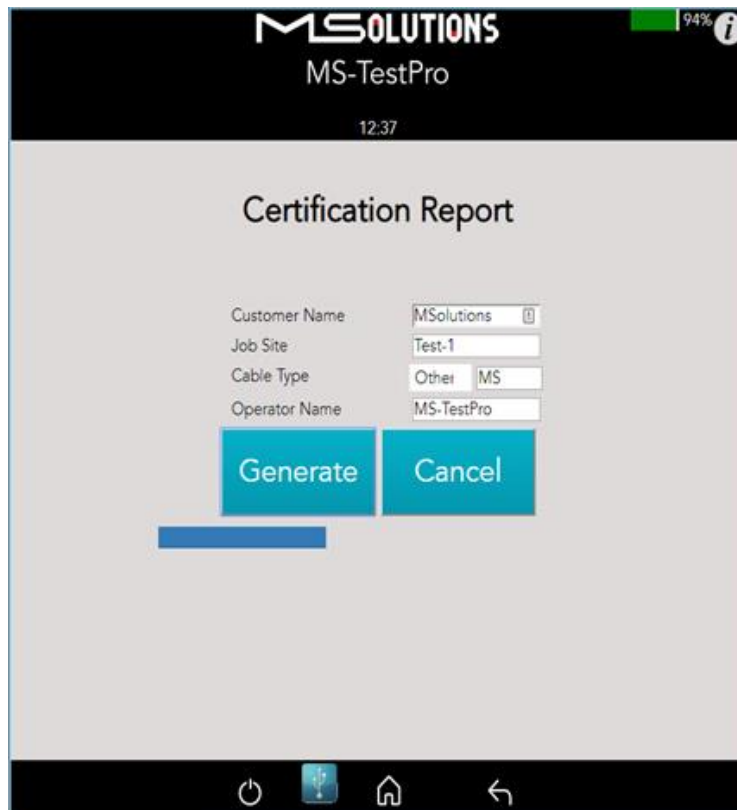 MSOLUTIONS
94%
i
MS-TestPro
12:37
Certification Report
Customer Name MSolutions
Job Site Test-1
Cable Type Other MS
Operator Name MS-TestPro
Generate Cancel